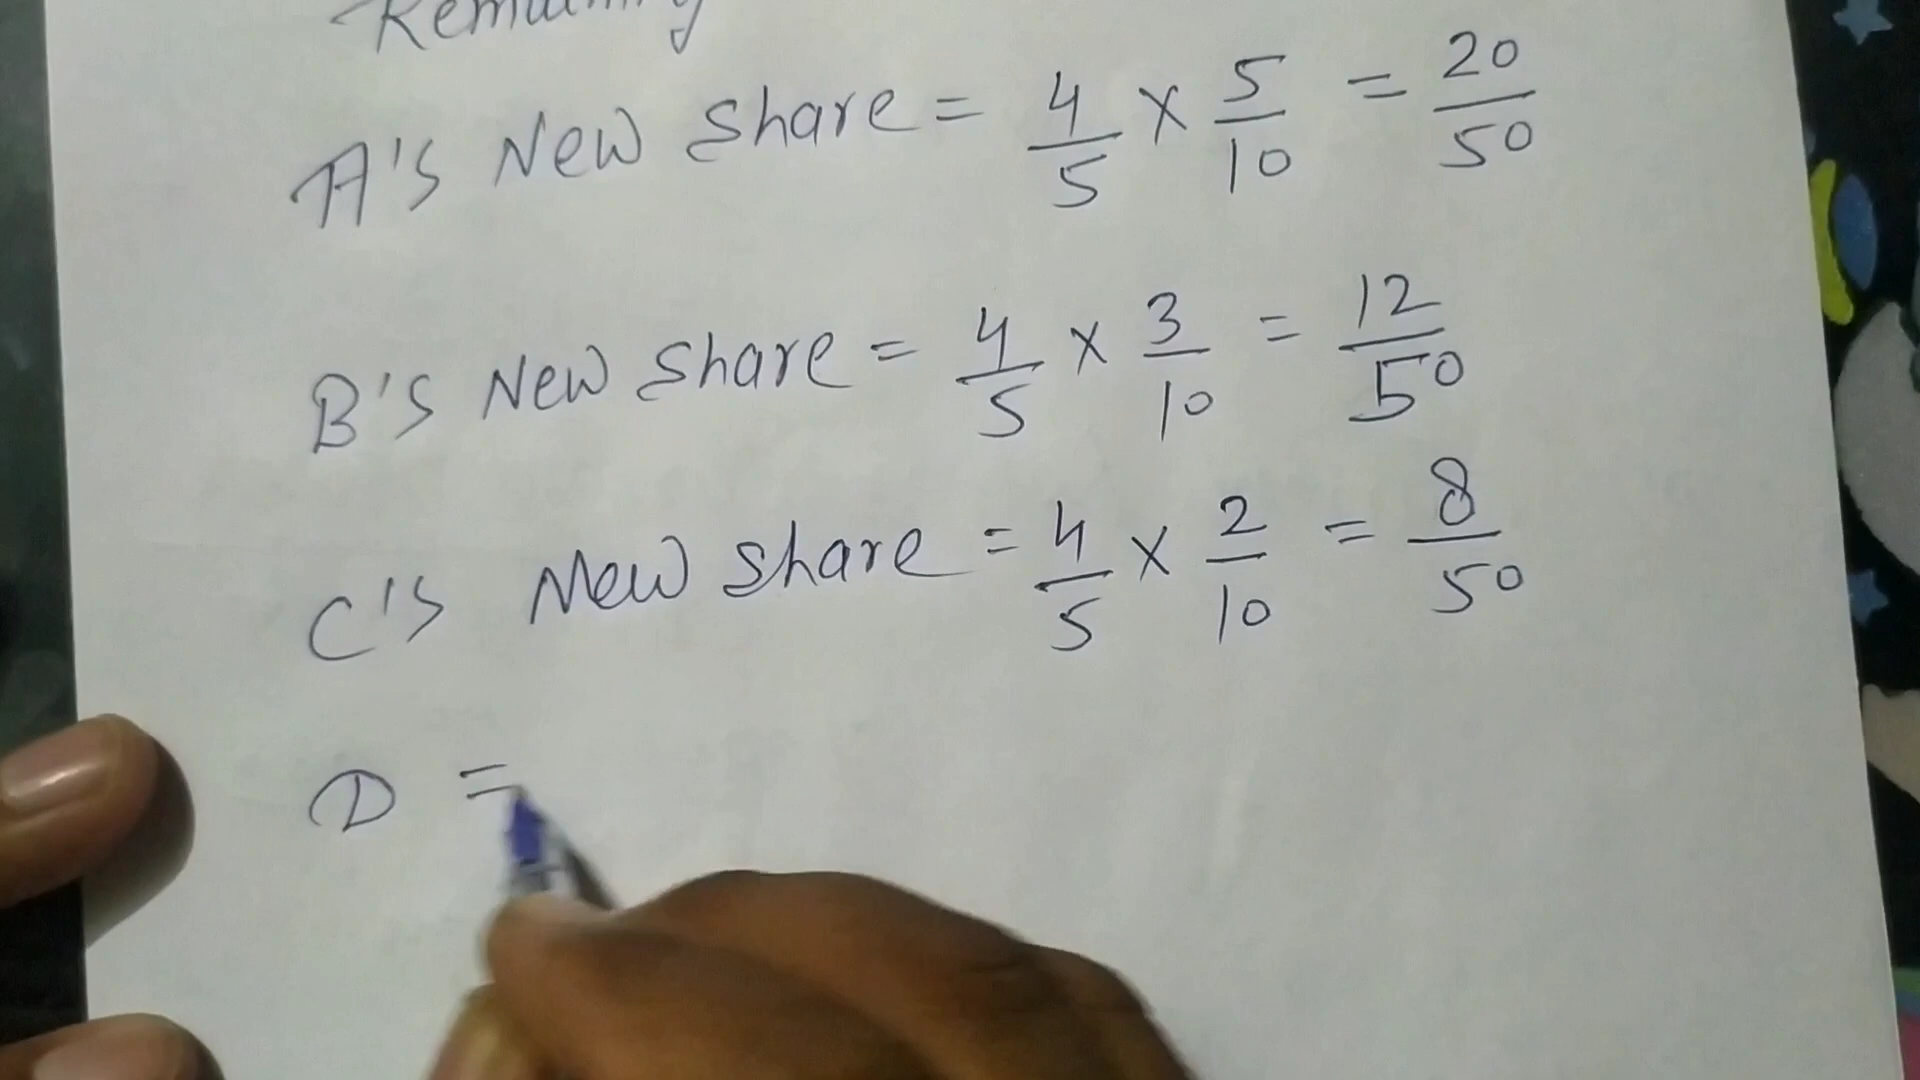 Remaining
A's New share = 4/5 × 5/10 = 20/50
B's New share = 4/5 × 3/10 = 12/50
C's New share = 4/5 × 2/10 = 8/50
D =